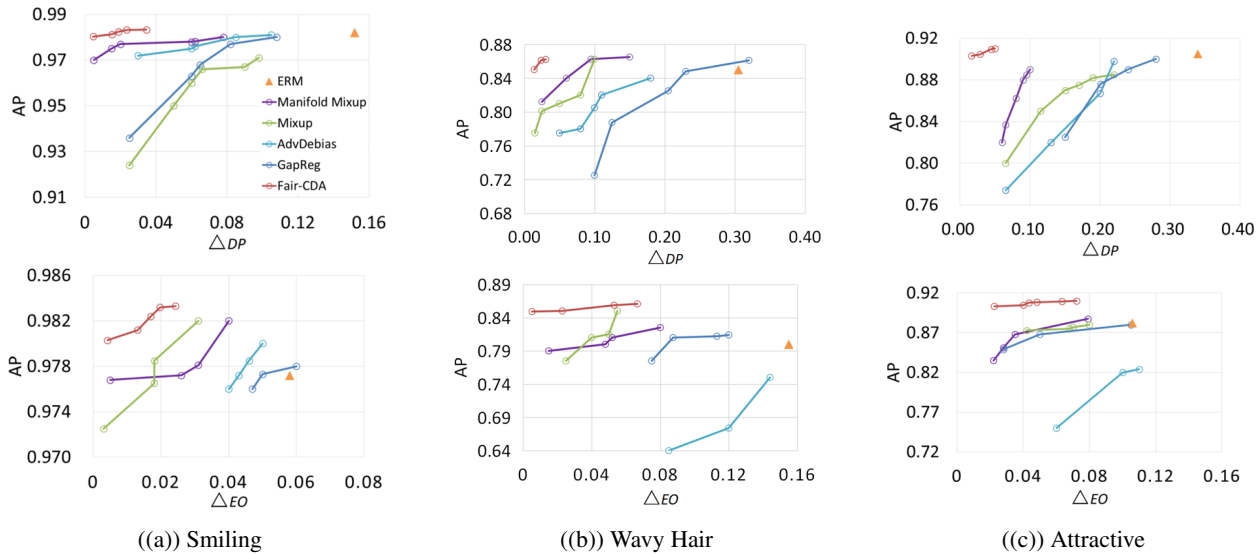 0.99
0.97
0.95
0.93
0.91
AP
0 0.04 0.08 0.12 0.16
△DP
ERM
Manifold Mixup
Mixup
AdvDebias
GapReg
Fair-CDA
0.88
0.84
0.80
0.76
0.72
0.68
AP
0.00 0.10 0.20 0.30 0.40
△DP
0.92
0.88
0.84
0.80
0.76
AP
0.00 0.10 0.20 0.30 0.40
△DP
0.986
0.982
0.978
0.974
0.970
AP
0 0.02 0.04 0.06 0.08
△EO
0.89
0.84
0.79
0.74
0.69
0.64
AP
0.00 0.04 0.08 0.12 0.16
△EO
0.92
0.87
0.82
0.77
0.72
AP
0.00 0.04 0.08 0.12 0.16
△EO
((a)) Smiling
((b)) Wavy Hair
((c)) Attractive